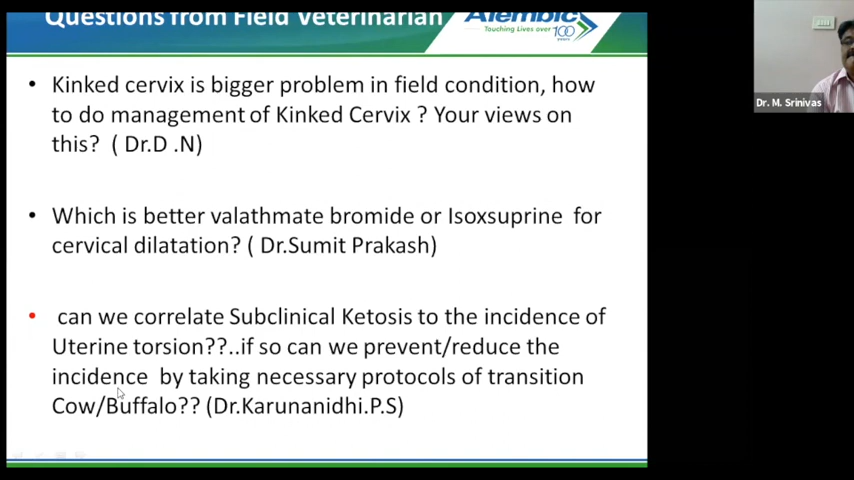 Questions from Field Veterinarian
Alembic
Touching Lives over 100 years
• Kinked cervix is bigger problem in field condition, how
to do management of Kinked Cervix ? Your views on
this? ( Dr.D .N)
• Which is better valathmate bromide or Isoxsuprine for
cervical dilatation? ( Dr.Sumit Prakash)
• can we correlate Subclinical Ketosis to the incidence of
Uterine torsion??..if so can we prevent/reduce the
incidence by taking necessary protocols of transition
Cow/Buffalo?? (Dr.Karunanidhi.P.S)
Dr. M. Srinivas